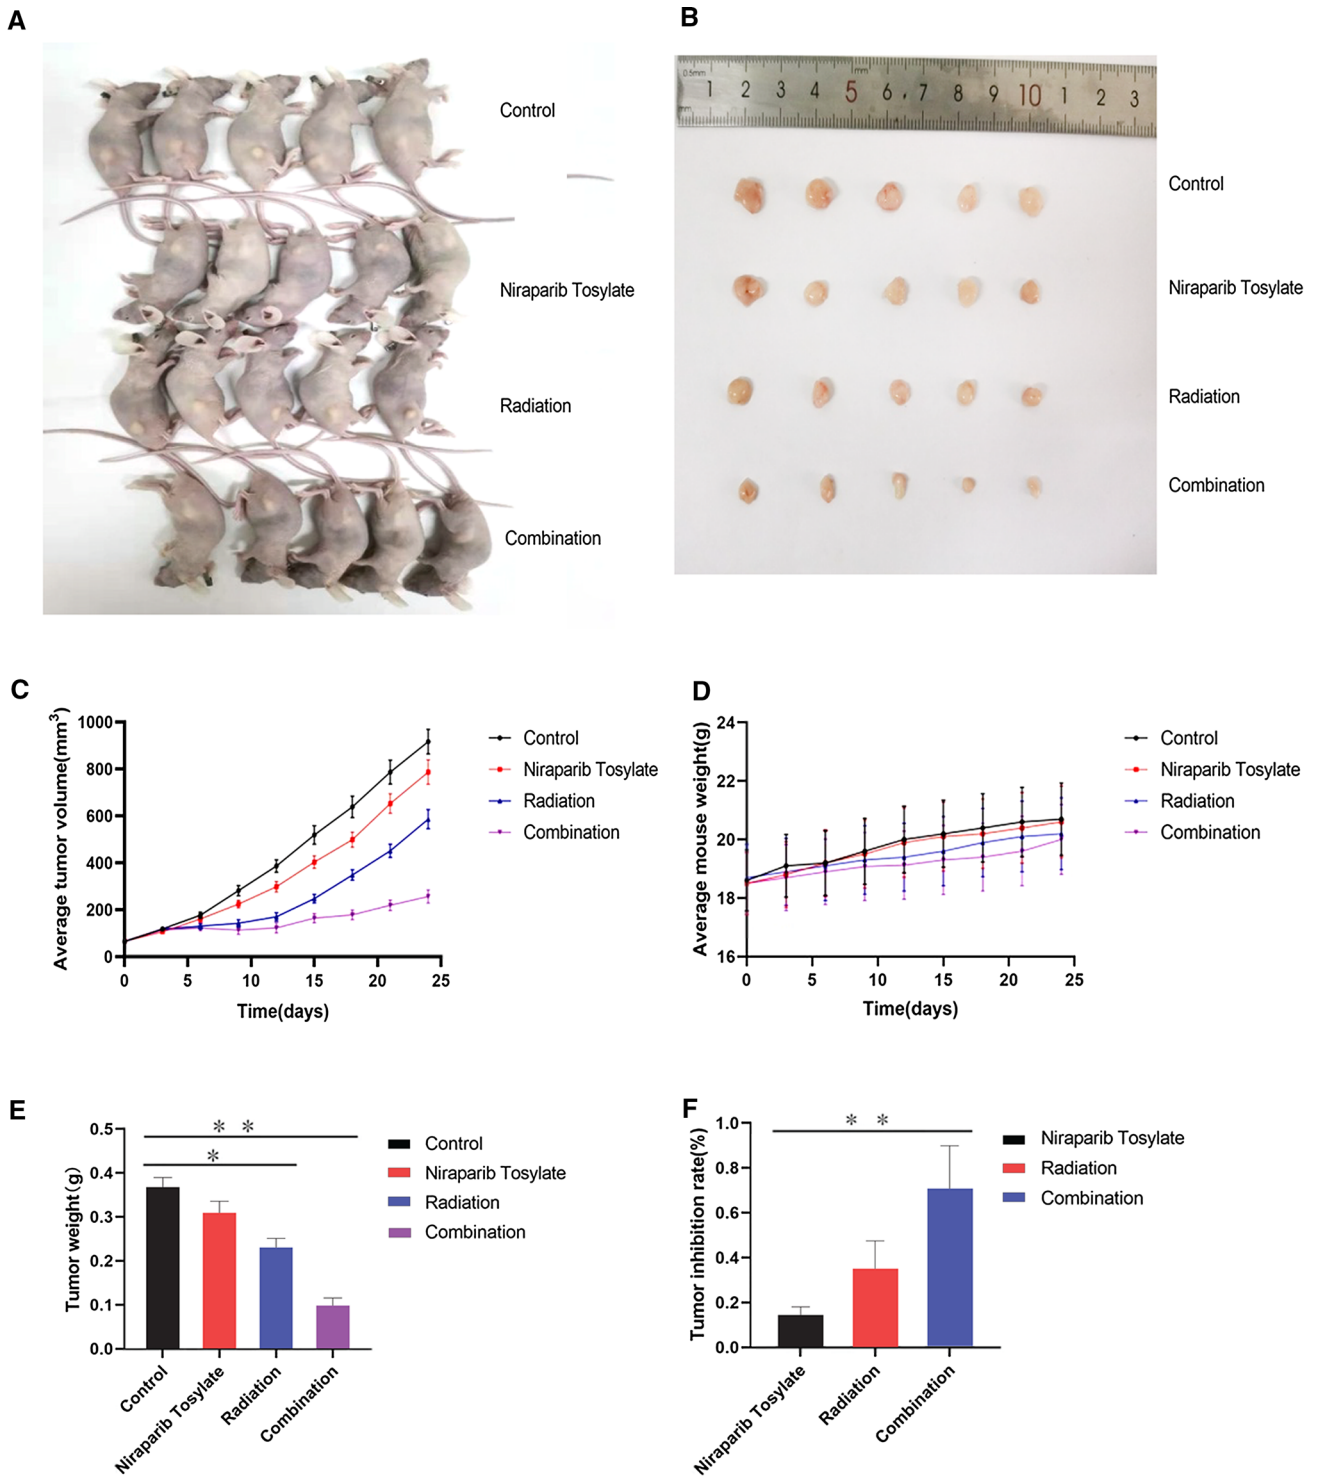 A
Control
Niraparib Tosylate
Radiation
Combination
B
0.5mm
mm
mm
1 2 3 4 5 6 7 8 9 10 1 2 3
Control
Niraparib Tosylate
Radiation
Combination
C
Average tumor volume(mm3)
1000
800
600
400
200
0
0 5 10 15 20 25
Time(days)
Control
Niraparib Tosylate
Radiation
Combination
D
Average mouse weight(g)
24
22
20
18
16
0 5 10 15 20 25
Time(days)
Control
Niraparib Tosylate
Radiation
Combination
E
Tumor weight(g)
0.5
0.4
0.3
0.2
0.1
0.0
* *
*
Control
Niraparib Tosylate
Radiation
Combination
Control
Niraparib Tosylate
Radiation
Combination
F
Tumor inhibition rate(%)
1.0
0.8
0.6
0.4
0.2
0.0
* *
Niraparib Tosylate
Radiation
Combination
Niraparib Tosylate
Radiation
Combination